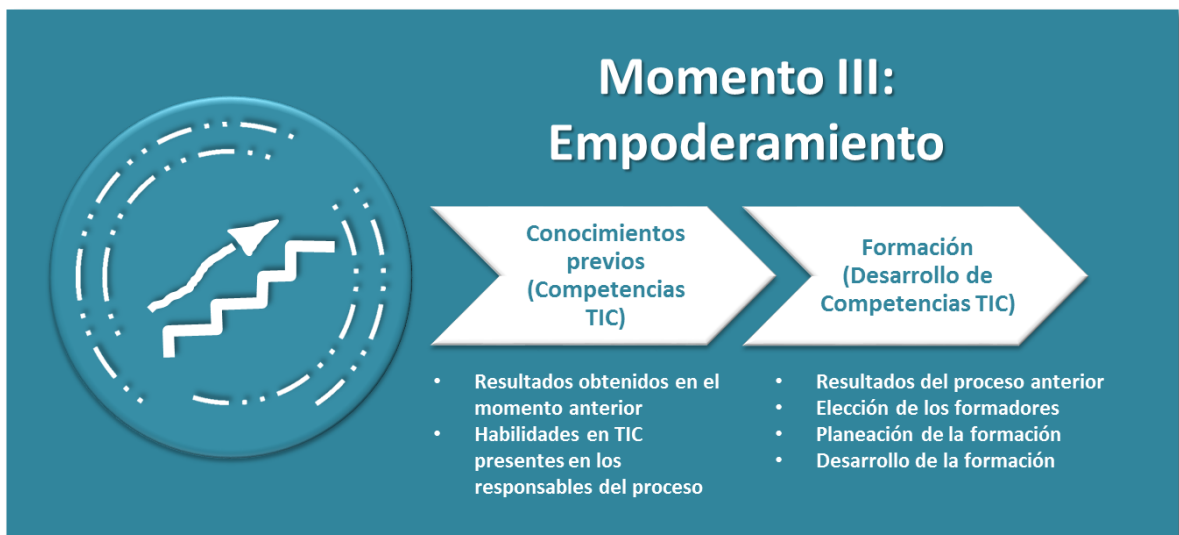 Momento III:
Empoderamiento
Conocimientos
previos
(Competencias
TIC)
Formación
(Desarrollo de
Competencias TIC)
• Resultados obtenidos en el
momento anterior
• Habilidades en TIC
presentes en los
responsables del proceso
• Resultados del proceso anterior
• Elección de los formadores
• Planeación de la formación
• Desarrollo de la formación